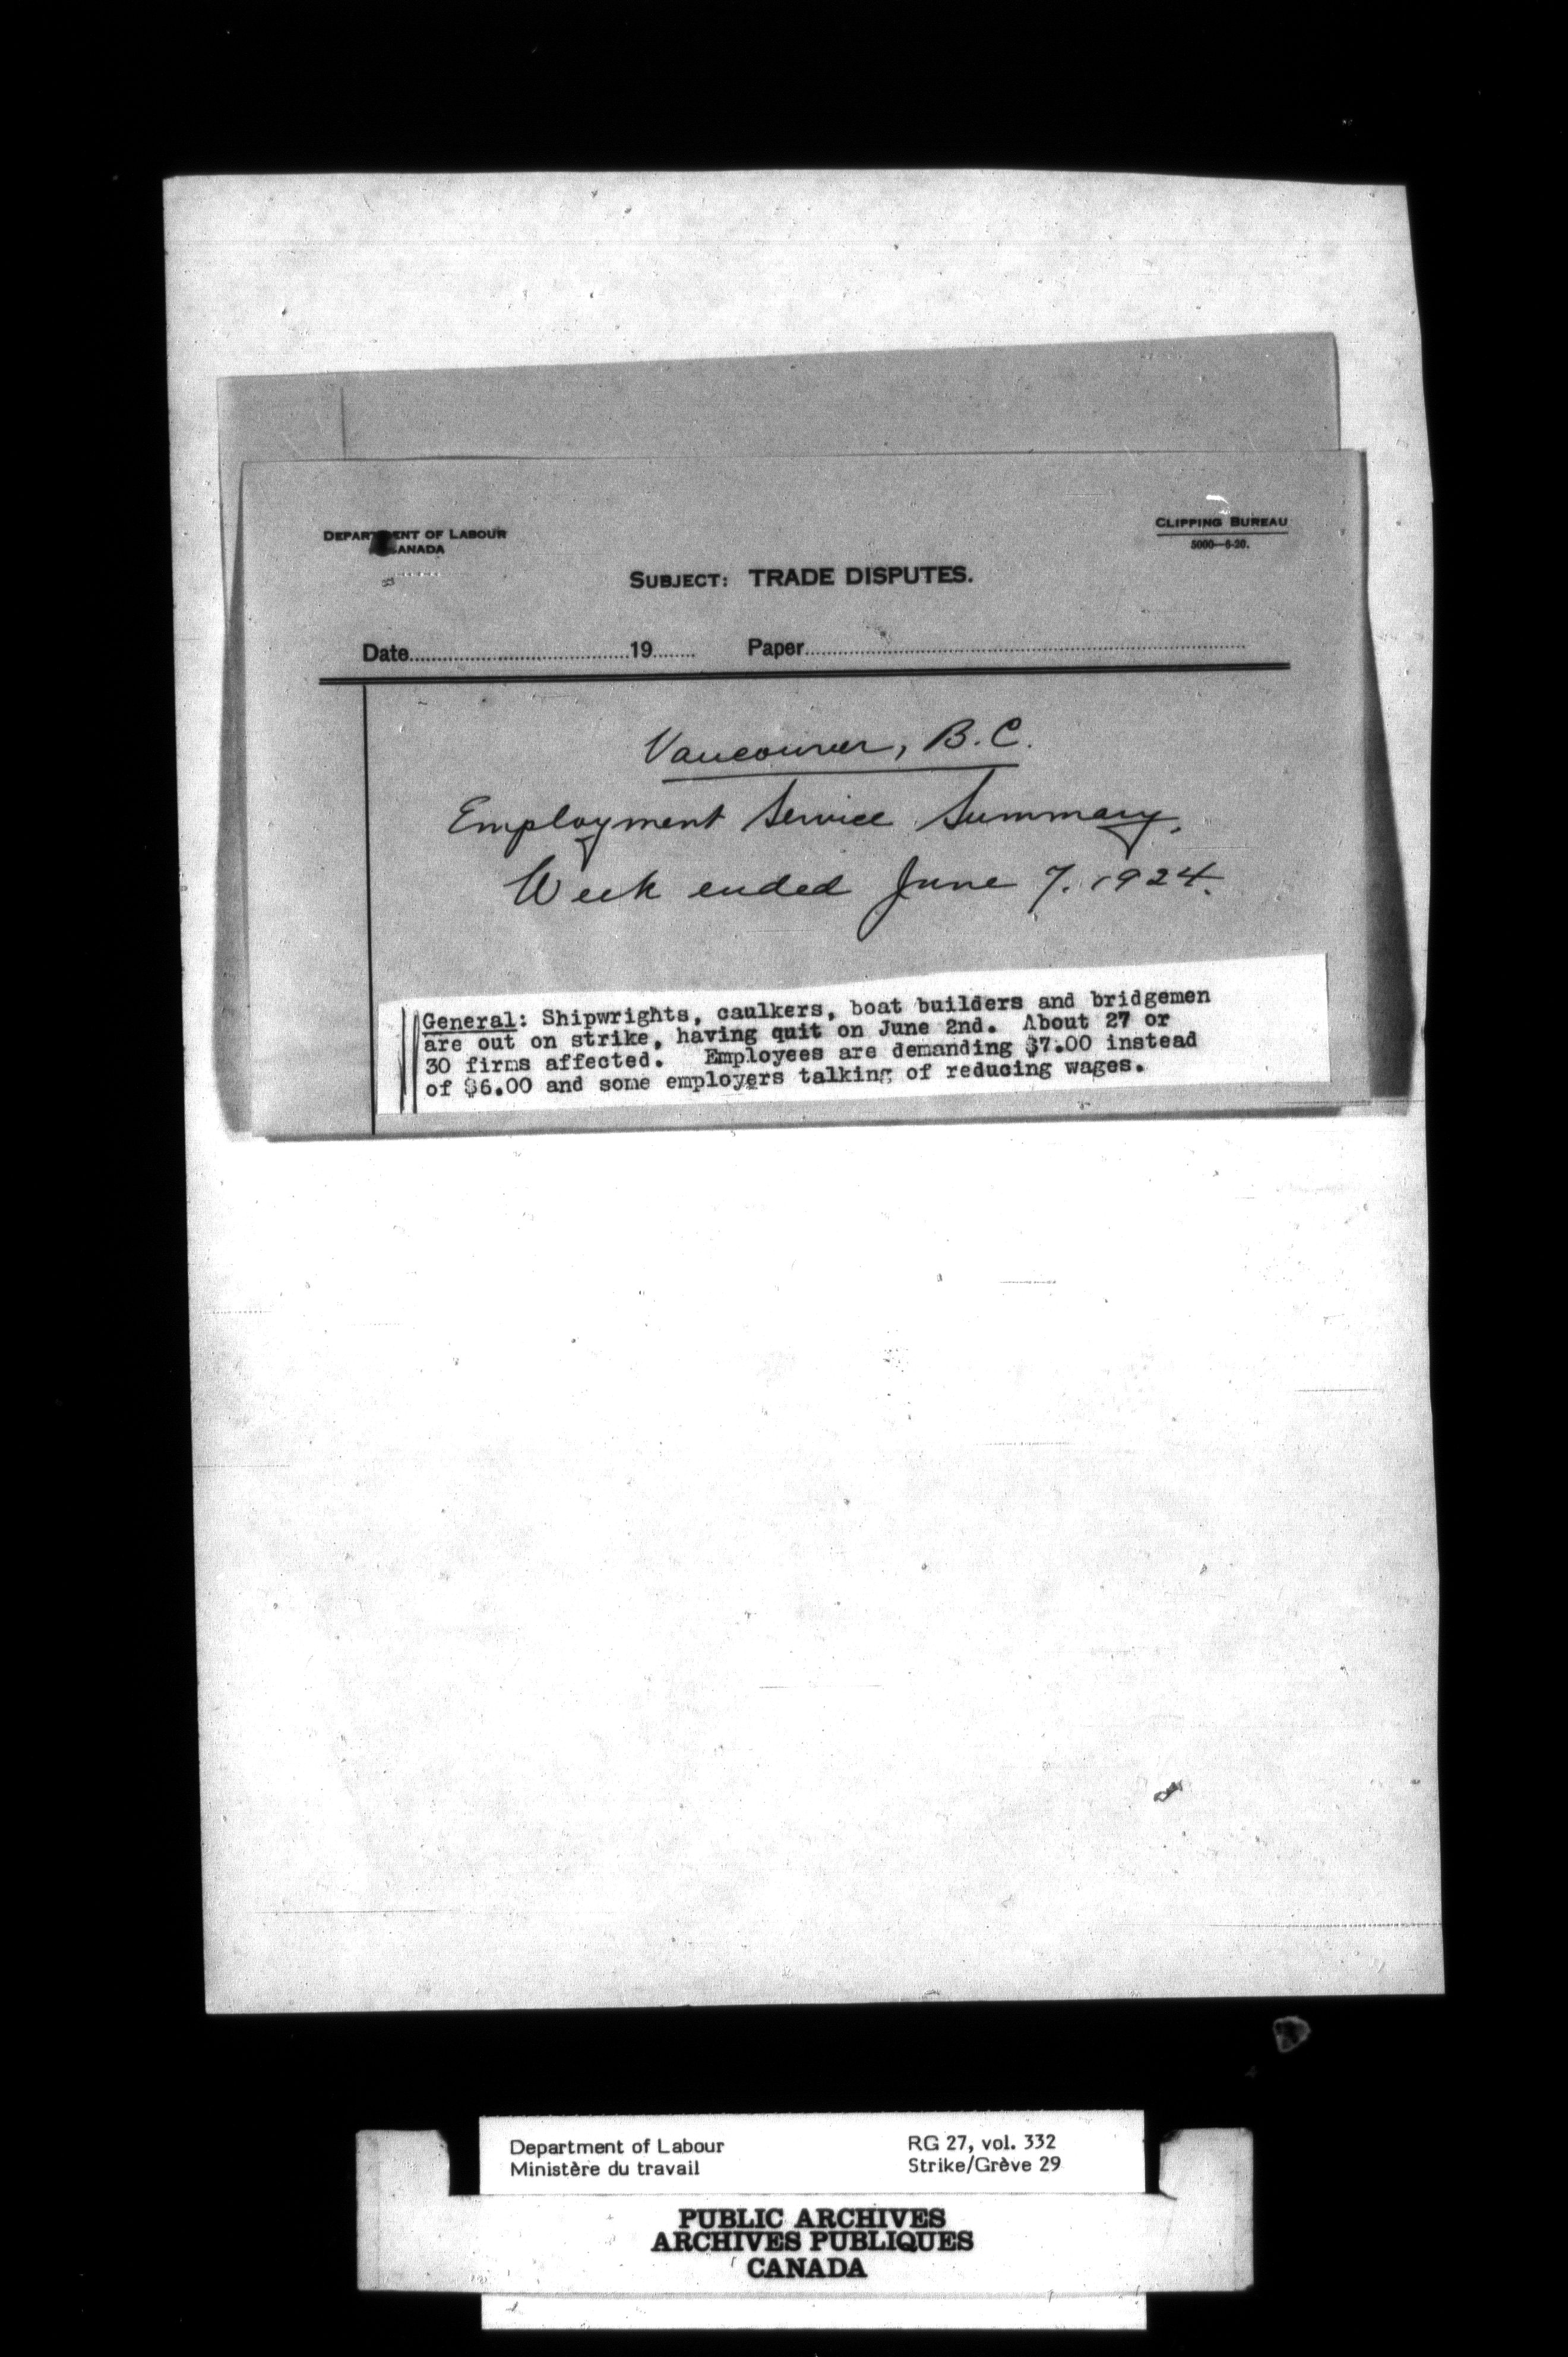 DEPARTMENT OF LABOUR
CANADA
CLIPPING BUREAU
5000—6-20.
SUBJECT: TRADE DISPUTES.
Date....................................19....... Paper..........................................................................
Vancouver, B.C.
Employment Service Summary,
Week ended June 7. 1924.
General: Shipwrights, caulkers, boat builders and bridgemen
are out on strike, having quit on June 2nd. About 27 or
30 firms affected. Employees are demanding $7.00 instead
of $6.00 and some employers talking of reducing wages.
Department of Labour
Ministère du travail
RG 27, vol. 332
Strike/Grève 29
PUBLIC ARCHIVES
ARCHIVES PUBLIQUES
CANADA